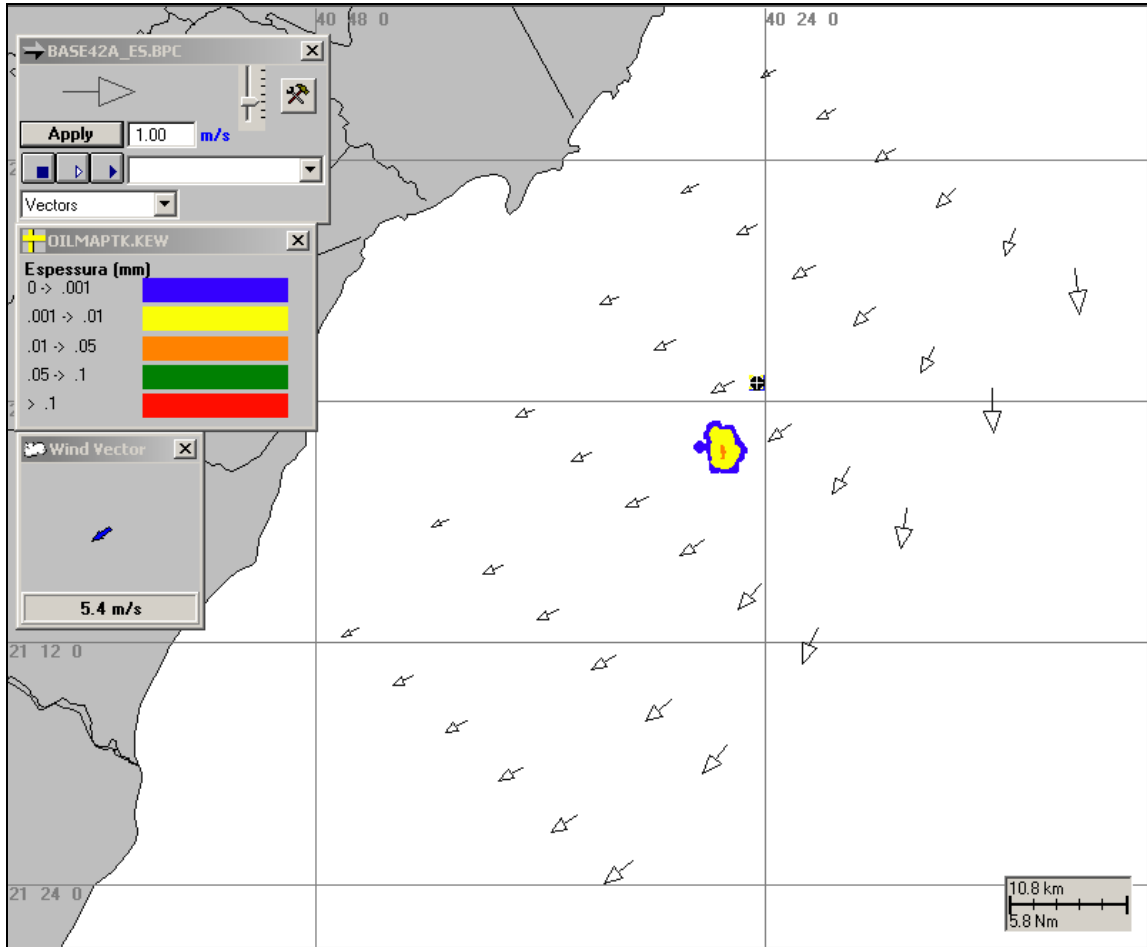 40 48 0
40 24 0
BASE42A_ES.BPC
Apply
1.00
m/s
Vectors
OILMAPTK.KEW
Espessura (mm)
0 -> .001
.001 -> .01
.01 -> .05
.05 -> .1
> .1
Wind Vector
5.4 m/s
21 12 0
21 24 0
10.8 km
5.8 Nm